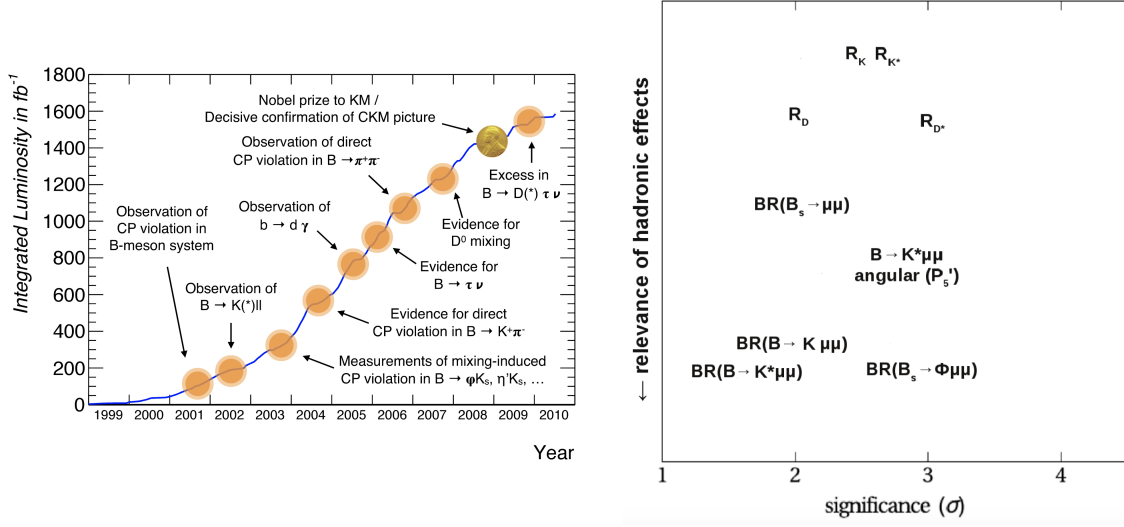 Integrated Luminosity in fb⁻¹
1800
1600
1400
1200
1000
800
600
400
200
0
1999 2000 2001 2002 2003 2004 2005 2006 2007 2008 2009 2010
Year
Nobel prize to KM /
Decisive confirmation of CKM picture
Observation of direct
CP violation in B → π⁺π⁻
Excess in
B → D(*) τ ν
Observation of
b → d γ
Evidence for
D⁰ mixing
Observation of
CP violation in
B-meson system
Evidence for
B → τ ν
Observation of
B → K(*)ll
Evidence for direct
CP violation in B → K⁺π⁻
Measurements of mixing-induced
CP violation in B → φKₛ, η'Kₛ, …
← relevance of hadronic effects
R_K R_K*
R_D
R_D*
BR(Bₛ→μμ)
B→K*μμ
angular (P₅')
BR(B→ K μμ)
BR(B→K*μμ)
BR(Bₛ→Φμμ)
1 2 3 4
significance (σ)